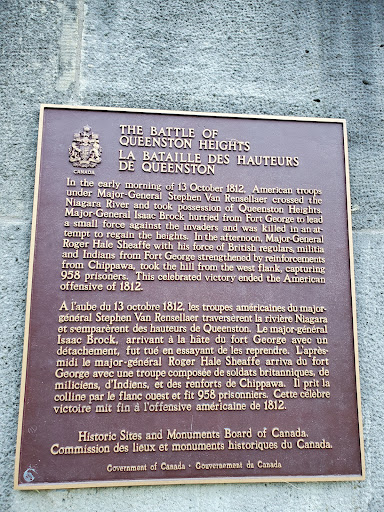 CANADA
THE BATTLE OF
QUEENSTON HEIGHTS
LA BATAILLE DES HAUTEURS
DE QUEENSTON
In the early morning of 13 October 1812, American troops
under Major-General Stephen Van Rensellaer crossed the
Niagara River and took possession of Queenston Heights.
Major-General Isaac Brock hurried from Fort George to lead
a small force against the invaders and was killed in an at-
tempt to regain the heights. In the afternoon, Major-General
Roger Hale Sheaffe with his force of British regulars, militia
and Indians from Fort George strengthened by reinforcements
from Chippawa, took the hill from the west flank, capturing
958 prisoners. This celebrated victory ended the American
offensive of 1812.
A l'aube du 13 octobre 1812, les troupes américaines du major-
général Stephen Van Rensellaer traversèrent la rivière Niagara
et s'emparèrent des hauteurs de Queenston. Le major-général
Isaac Brock, arrivant à la hâte du fort George avec un
détachement, fut tué en essayant de les reprendre. L'après-
midi le major-général Roger Hale Sheaffe arriva du fort
George avec une troupe composée de soldats britanniques, de
miliciens, d'Indiens, et des renforts de Chippawa. Il prit la
colline par le flanc ouest et fit 958 prisonniers. Cette célèbre
victoire mit fin á l'offensive américaine de 1812.
Historic Sites and Monuments Board of Canada.
Commission des lieux et monuments historiques du Canada.
Government of Canada · Gouvernement du Canada